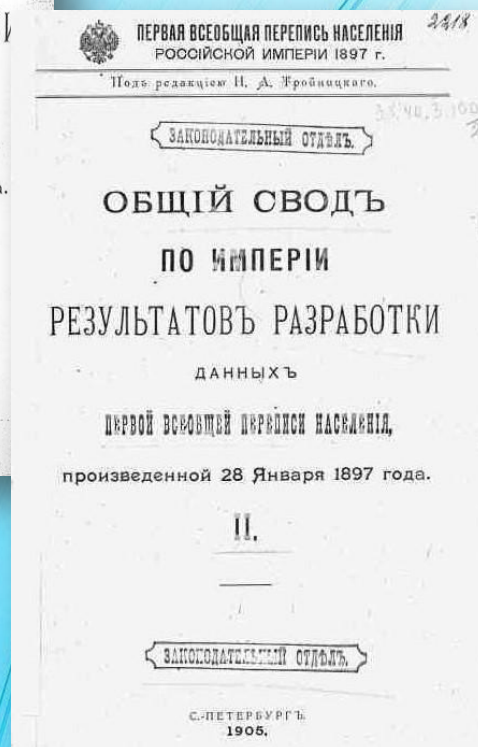 ПЕРВАЯ ВСЕОБЩАЯ ПЕРЕПИСЬ НАСЕЛЕНІЯ
РОССІЙСКОЙ ИМПЕРІИ 1897 г.
2218
Подъ редакціею Н. А. Тройницкаго.
ЗАКОНОДАТЕЛЬНЫЙ ОТДѢЛЪ.
ОБЩІЙ СВОДЪ
ПО ИМПЕРІИ
РЕЗУЛЬТАТОВЪ РАЗРАБОТКИ
ДАННЫХЪ
ПЕРВОЙ ВСЕОБЩЕЙ ПЕРЕПИСИ НАСЕЛЕНІЯ,
произведенной 28 Января 1897 года.
II.
ЗАКОНОДАТЕЛЬНЫЙ ОТДѢЛЪ.
С.-ПЕТЕРБУРГЪ.
1905.